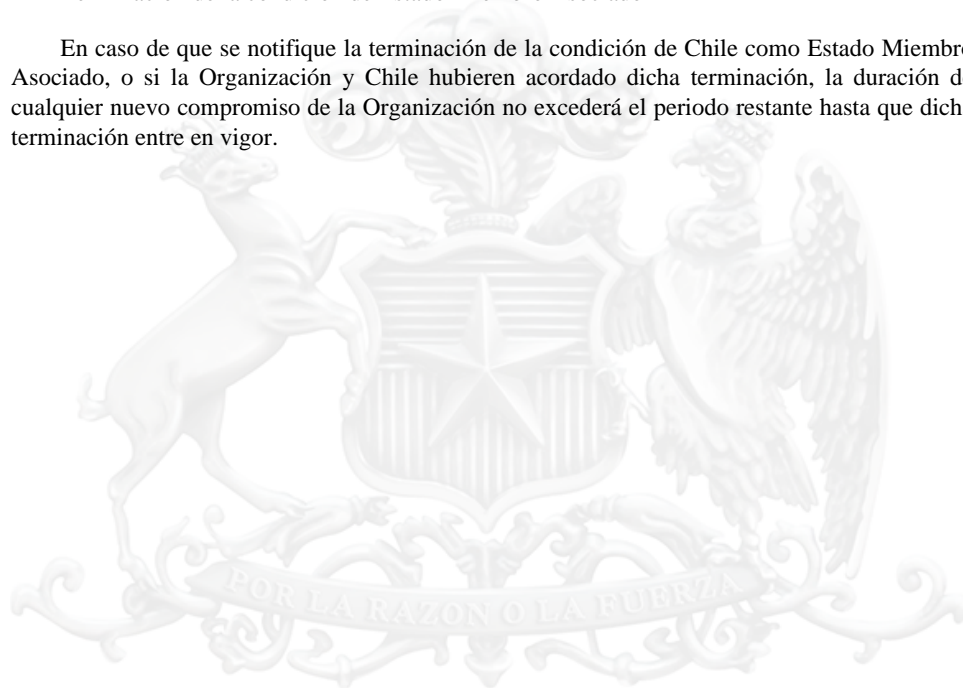 En caso de que se notifique la terminación de la condición de Chile como Estado Miembro
Asociado, o si la Organización y Chile hubieren acordado dicha terminación, la duración de
cualquier nuevo compromiso de la Organización no excederá el periodo restante hasta que dich
terminación entre en vigor.
POR LA RAZON O LA FUERZA